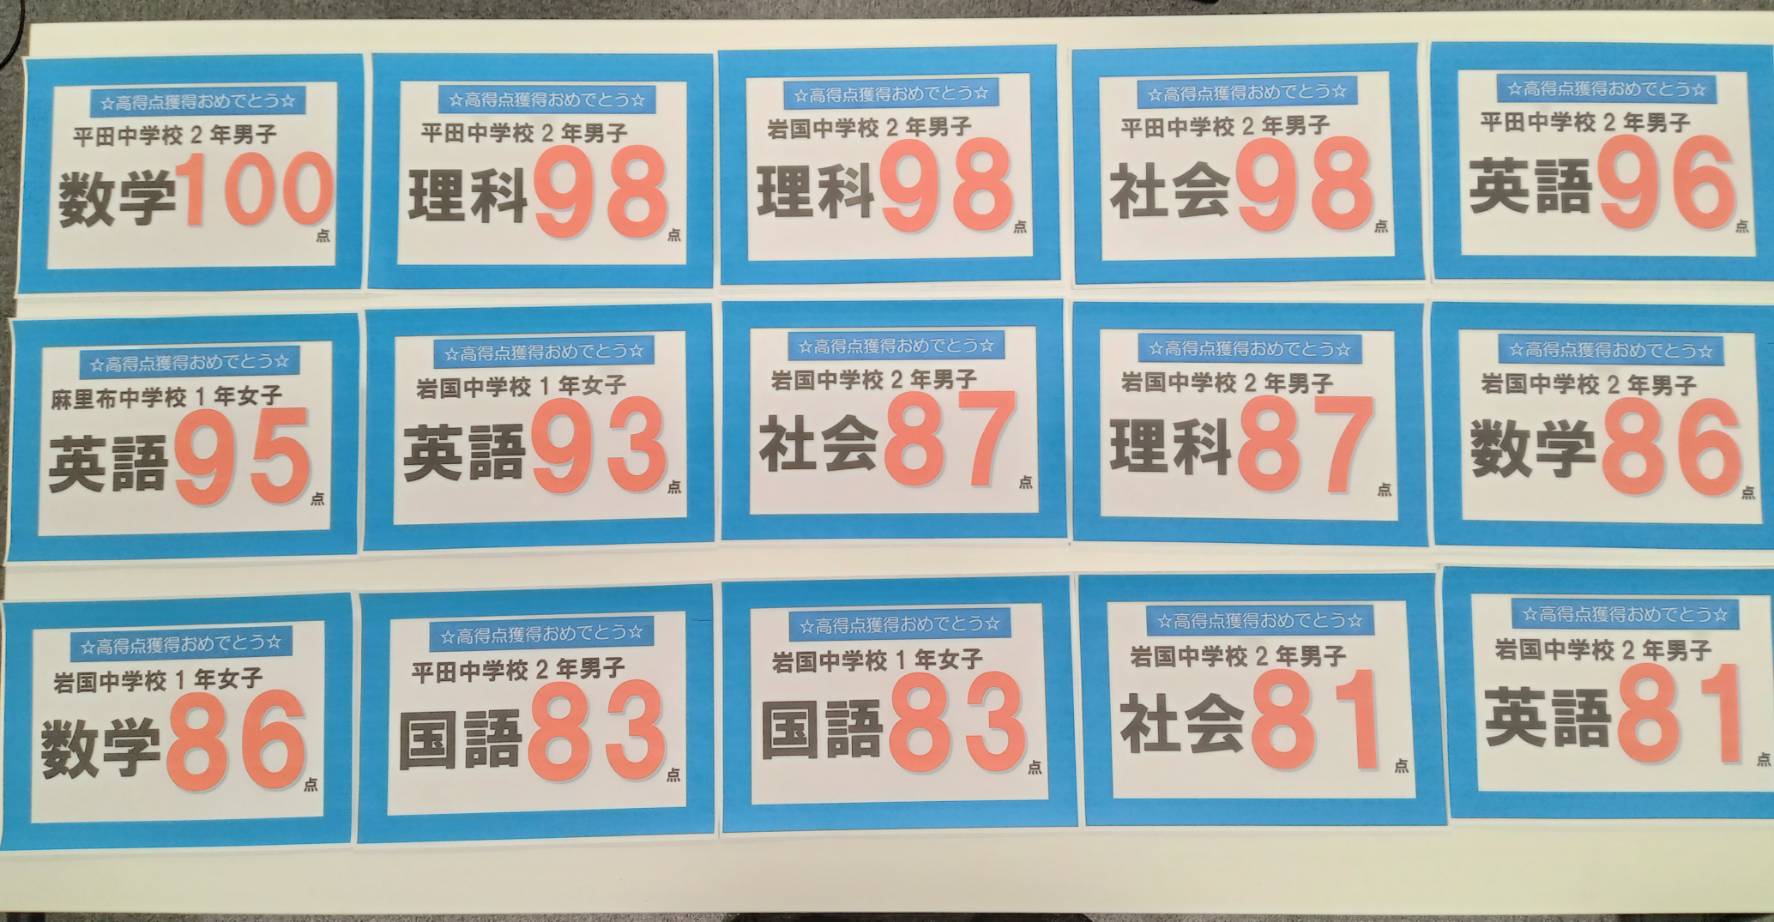 ☆高得点獲得おめでとう☆
平田中学校2年男子
数学100点
☆高得点獲得おめでとう☆
平田中学校2年男子
理科98点
☆高得点獲得おめでとう☆
岩国中学校2年男子
理科98点
☆高得点獲得おめでとう☆
平田中学校2年男子
社会98点
☆高得点獲得おめでとう☆
平田中学校2年男子
英語96点
☆高得点獲得おめでとう☆
麻里布中学校1年女子
英語95点
☆高得点獲得おめでとう☆
岩国中学校1年女子
英語93点
☆高得点獲得おめでとう☆
岩国中学校2年男子
社会87点
☆高得点獲得おめでとう☆
岩国中学校2年男子
理科87点
☆高得点獲得おめでとう☆
岩国中学校2年男子
数学86点
☆高得点獲得おめでとう☆
岩国中学校1年女子
数学86点
☆高得点獲得おめでとう☆
平田中学校2年男子
国語83点
☆高得点獲得おめでとう☆
岩国中学校1年女子
国語83点
☆高得点獲得おめでとう☆
岩国中学校2年男子
社会81点
☆高得点獲得おめでとう☆
岩国中学校2年男子
英語81点